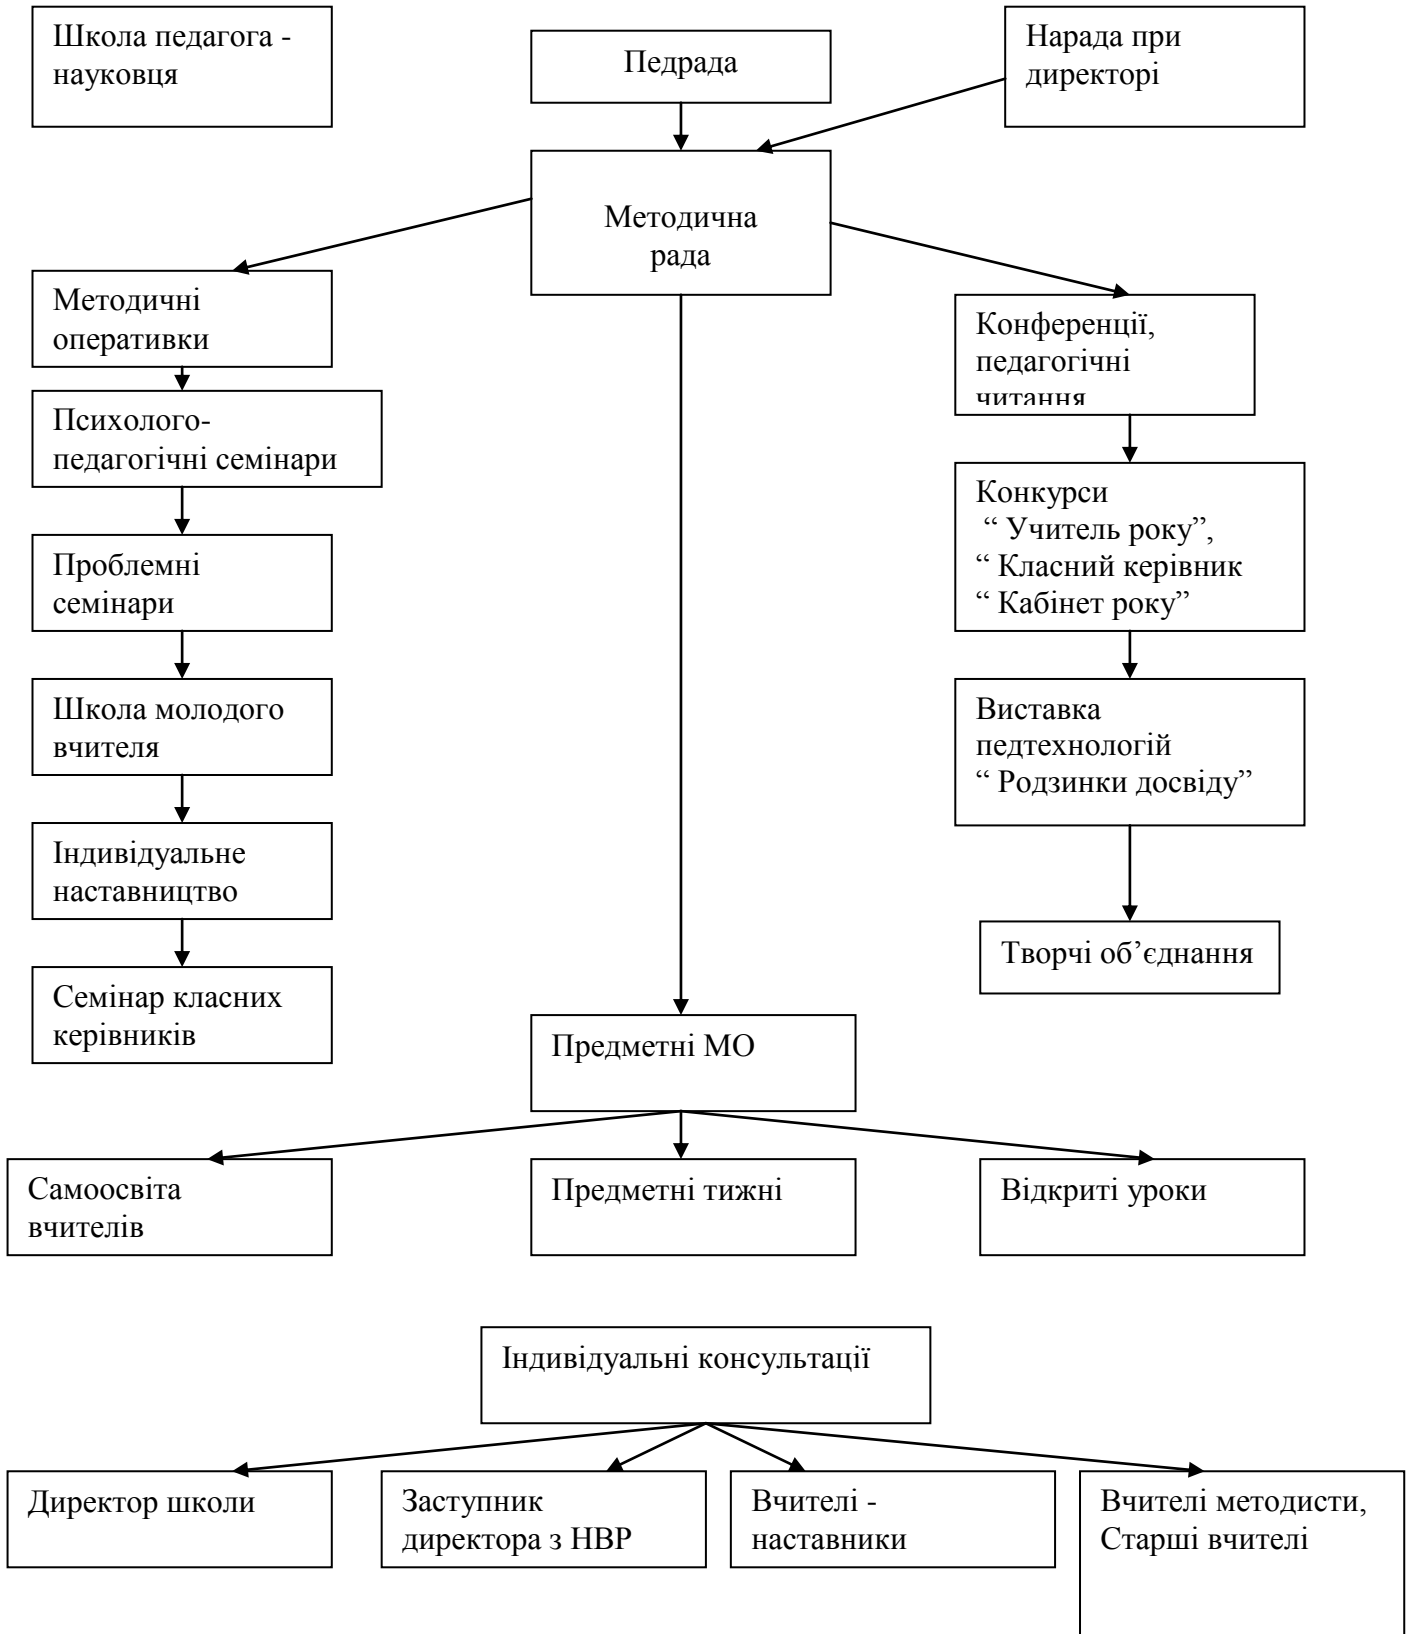 Школа педагога -
науковця
Педрада
Нарада при
директорі
Методична
рада
Методичні
оперативки
Конференції,
педагогічні
читання
Психолого-
педагогічні семінари
Конкурси
“ Учитель року”,
“ Класний керівник
“ Кабінет року”
Проблемні
семінари
Школа молодого
вчителя
Виставка
педтехнологій
“ Родзинки досвіду”
Індивідуальне
наставництво
Творчі об’єднання
Семінар класних
керівників
Предметні МО
Самоосвіта
вчителів
Предметні тижні
Відкриті уроки
Індивідуальні консультації
Директор школи
Заступник
директора з НВР
Вчителі -
наставники
Вчителі методисти,
Старші вчителі